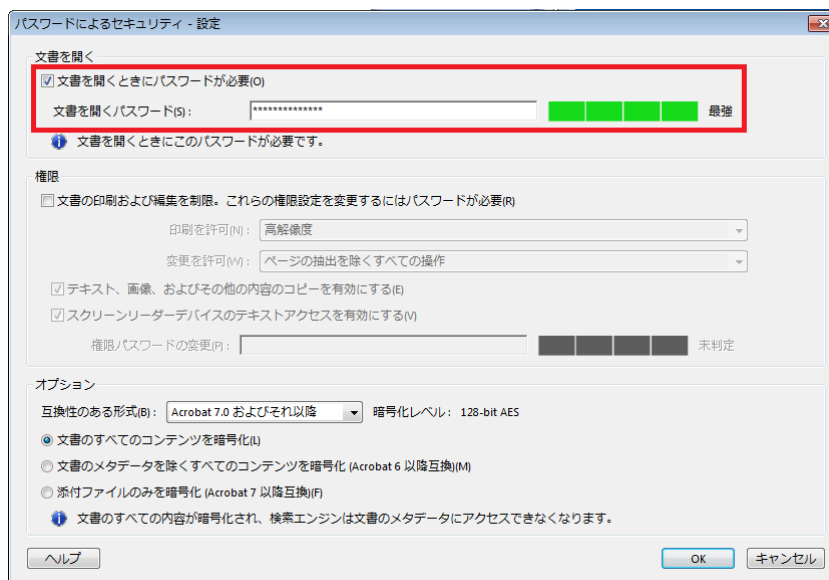 パスワードによるセキュリティ - 設定
文書を開く
文書を開くときにパスワードが必要(O)
文書を開くパスワード(S)： ************** 最強
文書を開くときにこのパスワードが必要です。
権限
文書の印刷および編集を制限。これらの権限設定を変更するにはパスワードが必要(R)
印刷を許可(N)： 高解像度
変更を許可(W)： ページの抽出を除くすべての操作
テキスト、画像、およびその他の内容のコピーを有効にする(E)
スクリーンリーダーデバイスのテキストアクセスを有効にする(V)
権限パスワードの変更(P)： 未判定
オプション
互換性のある形式(B)： Acrobat 7.0 およびそれ以降 暗号化レベル： 128-bit AES
文書のすべてのコンテンツを暗号化(L)
文書のメタデータを除くすべてのコンテンツを暗号化 (Acrobat 6 以降互換)(M)
添付ファイルのみを暗号化 (Acrobat 7 以降互換)(F)
文書のすべての内容が暗号化され、検索エンジンは文書のメタデータにアクセスできなくなります。
ヘルプ OK キャンセル